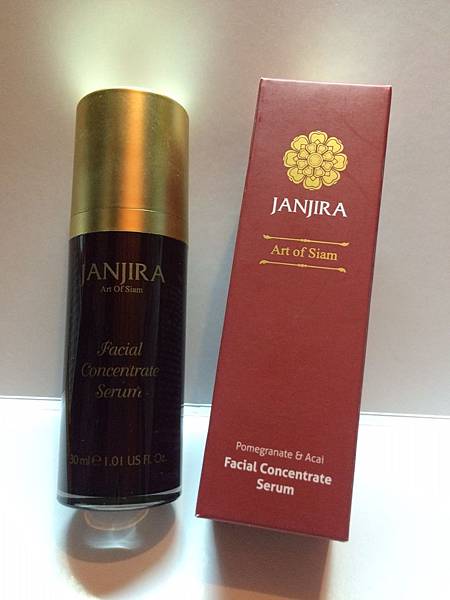 JANJIRA
Art Of Siam
Facial
Concentrate
Serum
30 ml ℮ 1.01 US Fl. Oz.
JANJIRA
Art of Siam
Pomegranate & Acai
Facial Concentrate
Serum